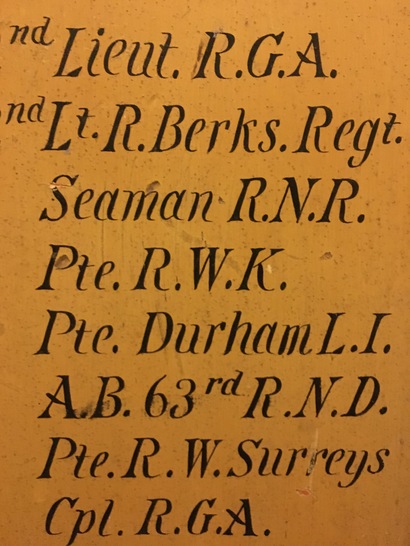 nd Lieut. R.G.A.
nd Lt. R. Berks. Regt.
Seaman R.N.R.
Pte. R.W.K.
Pte. Durham L.I.
A.B. 63rd R.N.D.
Pte. R.W. Surreys
Cpl. R.G.A.